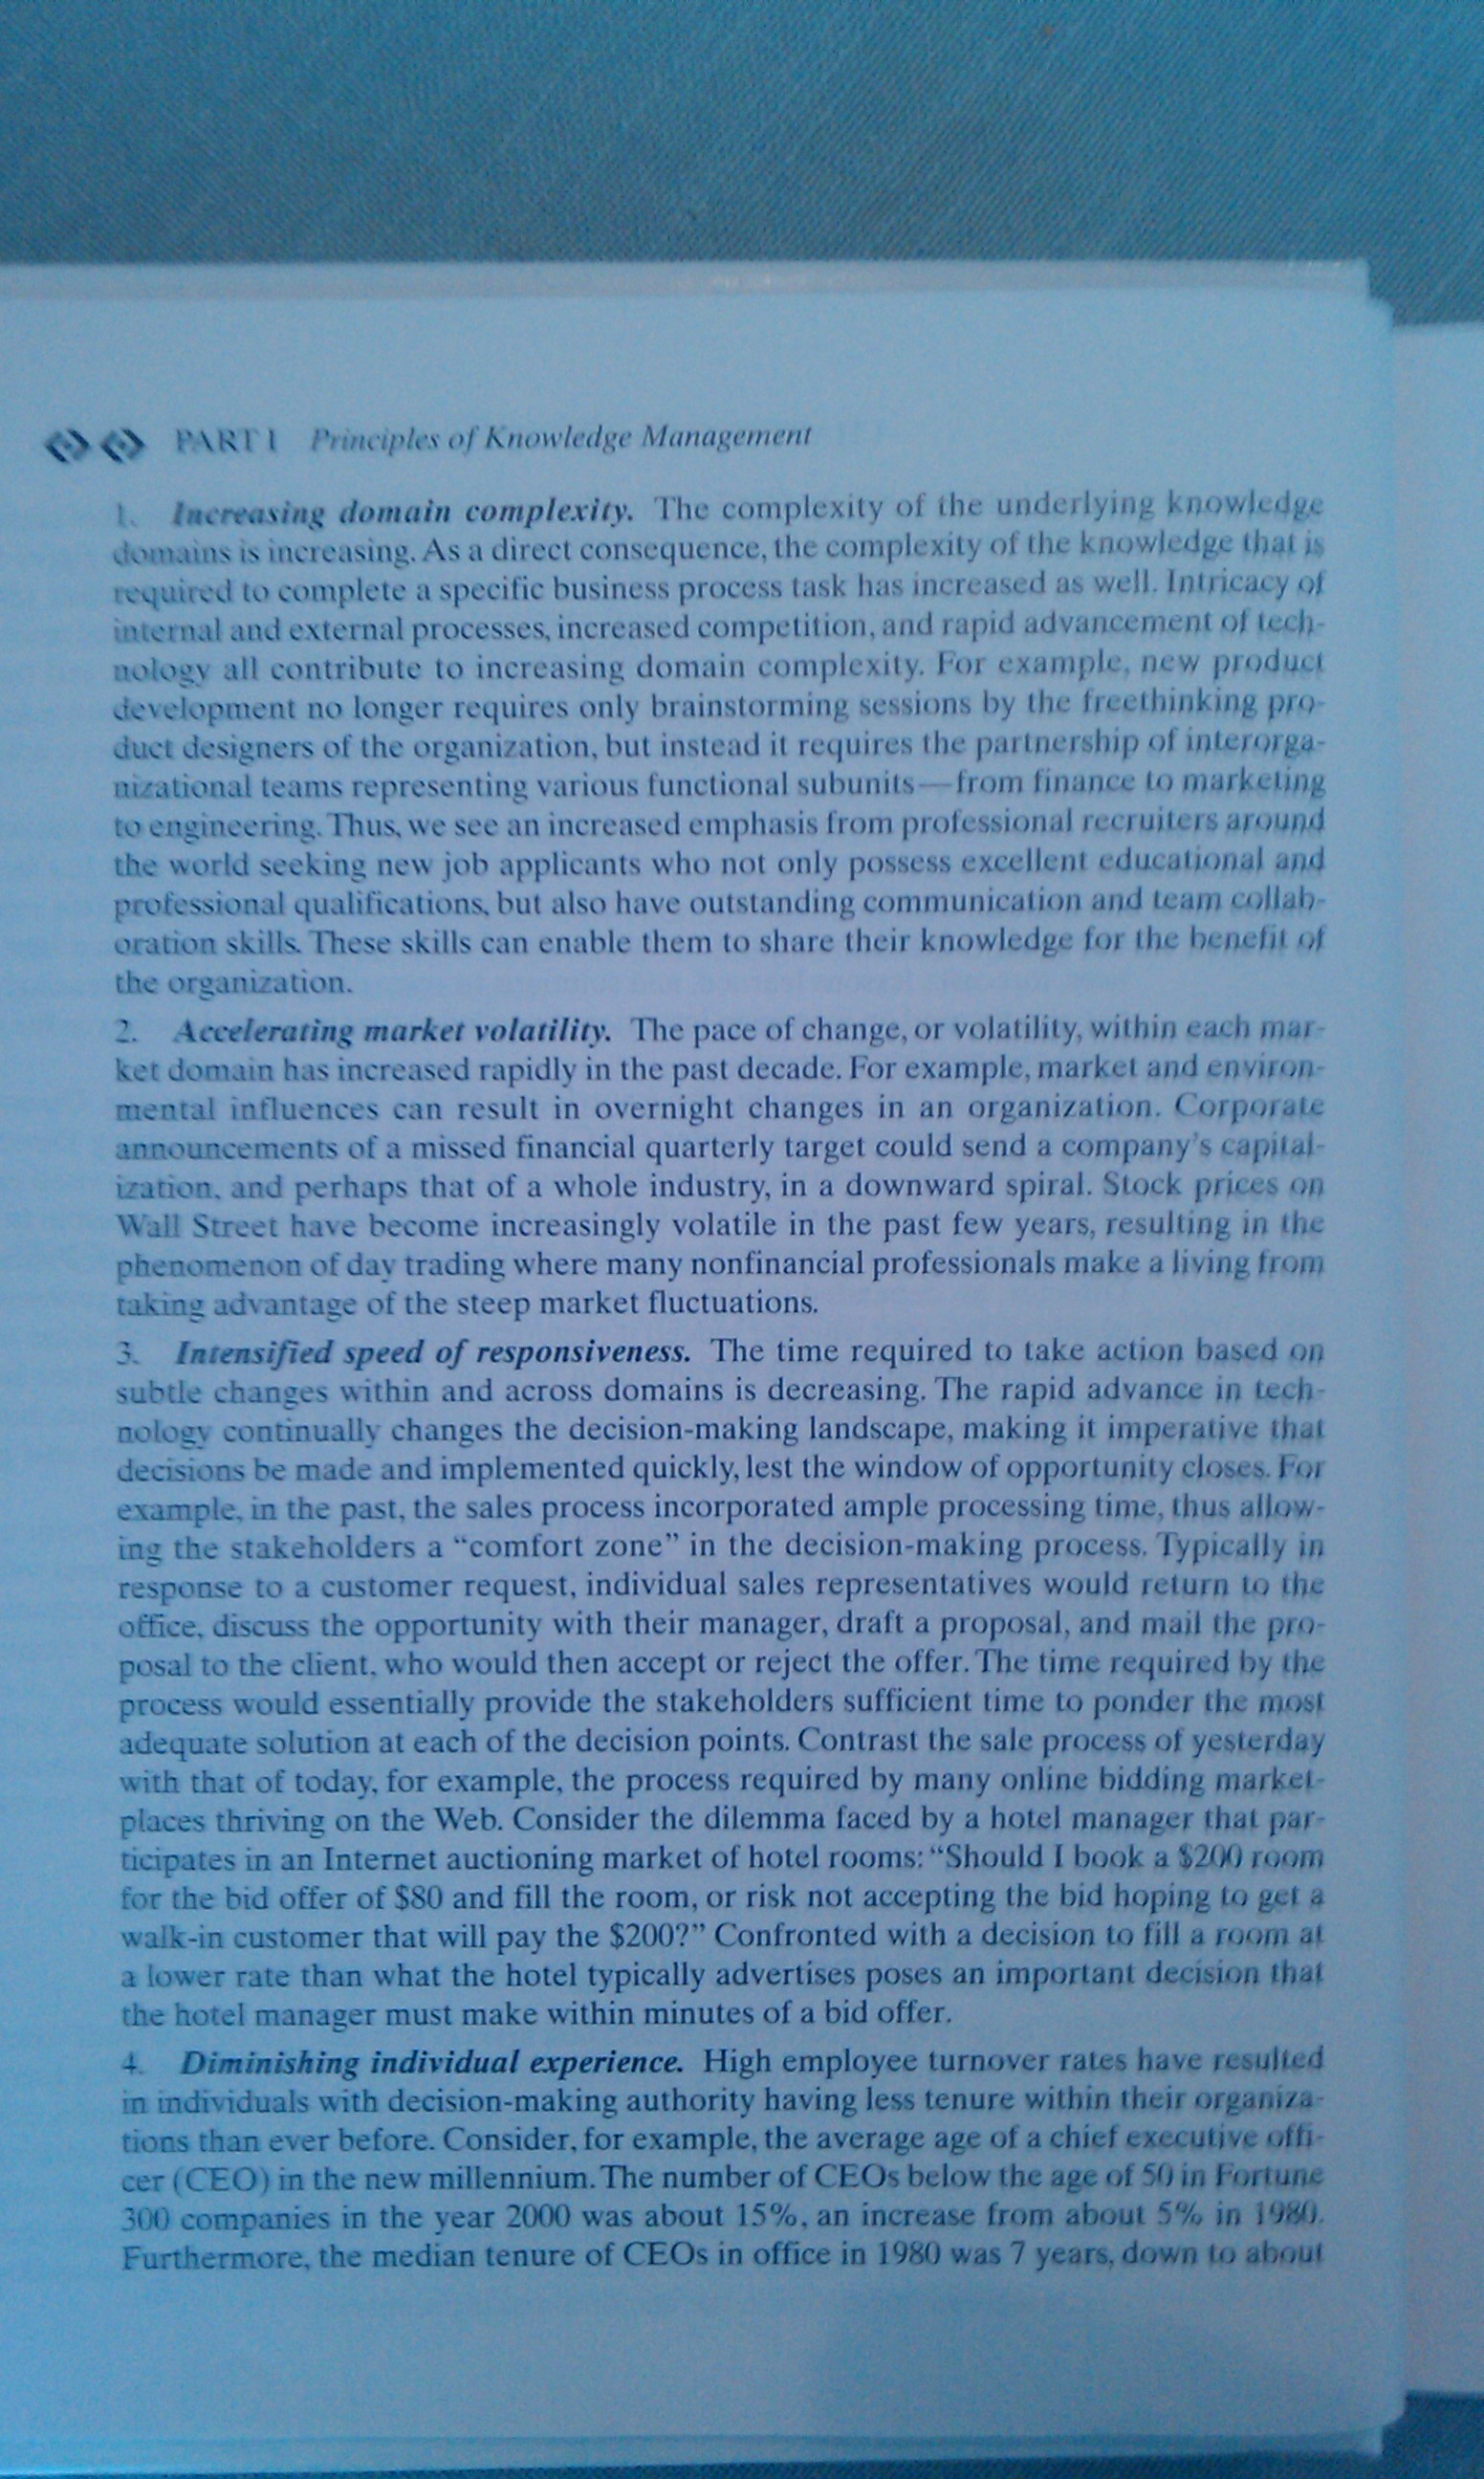 PART I Principles of Knowledge Management
1. Increasing domain complexity. The complexity of the underlying knowledge
domains is increasing. As a direct consequence, the complexity of the knowledge that is
required to complete a specific business process task has increased as well. Intricacy of
internal and external processes, increased competition, and rapid advancement of tech-
nology all contribute to increasing domain complexity. For example, new product
development no longer requires only brainstorming sessions by the freethinking pro-
duct designers of the organization, but instead it requires the partnership of interorga-
nizational teams representing various functional subunits—from finance to marketing
to engineering. Thus, we see an increased emphasis from professional recruiters around
the world seeking new job applicants who not only possess excellent educational and
professional qualifications, but also have outstanding communication and team collab-
oration skills. These skills can enable them to share their knowledge for the benefit of
the organization.
2. Accelerating market volatility. The pace of change, or volatility, within each mar-
ket domain has increased rapidly in the past decade. For example, market and environ-
mental influences can result in overnight changes in an organization. Corporate
announcements of a missed financial quarterly target could send a company's capital-
ization, and perhaps that of a whole industry, in a downward spiral. Stock prices on
Wall Street have become increasingly volatile in the past few years, resulting in the
phenomenon of day trading where many nonfinancial professionals make a living from
taking advantage of the steep market fluctuations.
3. Intensified speed of responsiveness. The time required to take action based on
subtle changes within and across domains is decreasing. The rapid advance in tech-
nology continually changes the decision-making landscape, making it imperative that
decisions be made and implemented quickly, lest the window of opportunity closes. For
example, in the past, the sales process incorporated ample processing time, thus allow-
ing the stakeholders a “comfort zone” in the decision-making process. Typically in
response to a customer request, individual sales representatives would return to the
office, discuss the opportunity with their manager, draft a proposal, and mail the pro-
posal to the client, who would then accept or reject the offer. The time required by the
process would essentially provide the stakeholders sufficient time to ponder the most
adequate solution at each of the decision points. Contrast the sale process of yesterday
with that of today, for example, the process required by many online bidding market-
places thriving on the Web. Consider the dilemma faced by a hotel manager that par-
ticipates in an Internet auctioning market of hotel rooms: “Should I book a $200 room
for the bid offer of $80 and fill the room, or risk not accepting the bid hoping to get a
walk-in customer that will pay the $200?” Confronted with a decision to fill a room at
a lower rate than what the hotel typically advertises poses an important decision that
the hotel manager must make within minutes of a bid offer.
4. Diminishing individual experience. High employee turnover rates have resulted
in individuals with decision-making authority having less tenure within their organiza-
tions than ever before. Consider, for example, the average age of a chief executive offi-
cer (CEO) in the new millennium. The number of CEOs below the age of 50 in Fortune
300 companies in the year 2000 was about 15%, an increase from about 5% in 1980.
Furthermore, the median tenure of CEOs in office in 1980 was 7 years, down to about